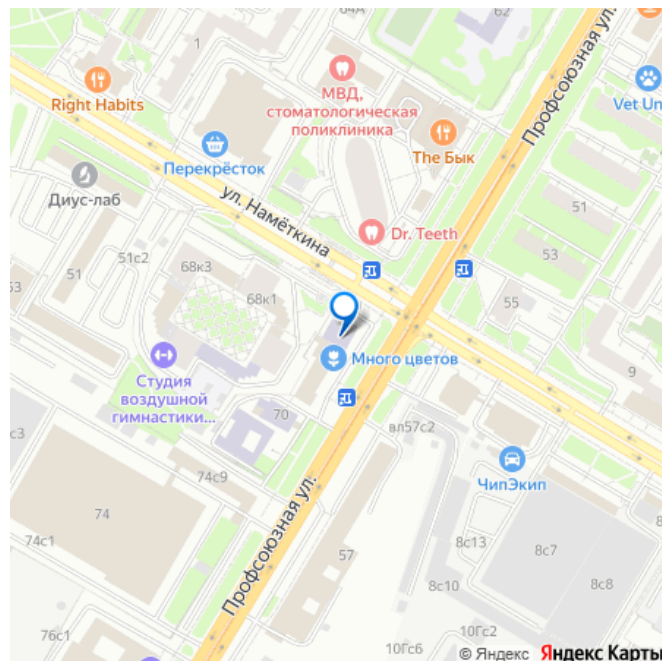 64А
62
1
Профсоюзная ул.
Right Habits
МВД,
стоматологическая
поликлиника
The Бык
Vet Un
Перекрёсток
Диус-лаб
ул. Намёткина
Dr. Teeth
51
53
51с2
68к3
51
53
68к1
55
9
Много цветов
Студия
воздушной
гимнастики...
70
вл57с2
с3
74с9
ЧипЭкип
74
Профсоюзная ул.
57
8с13
8с7
74с1
8с10
8с8
76с1
10Гс2
10Гс6
© Яндекс Яндекс Карты